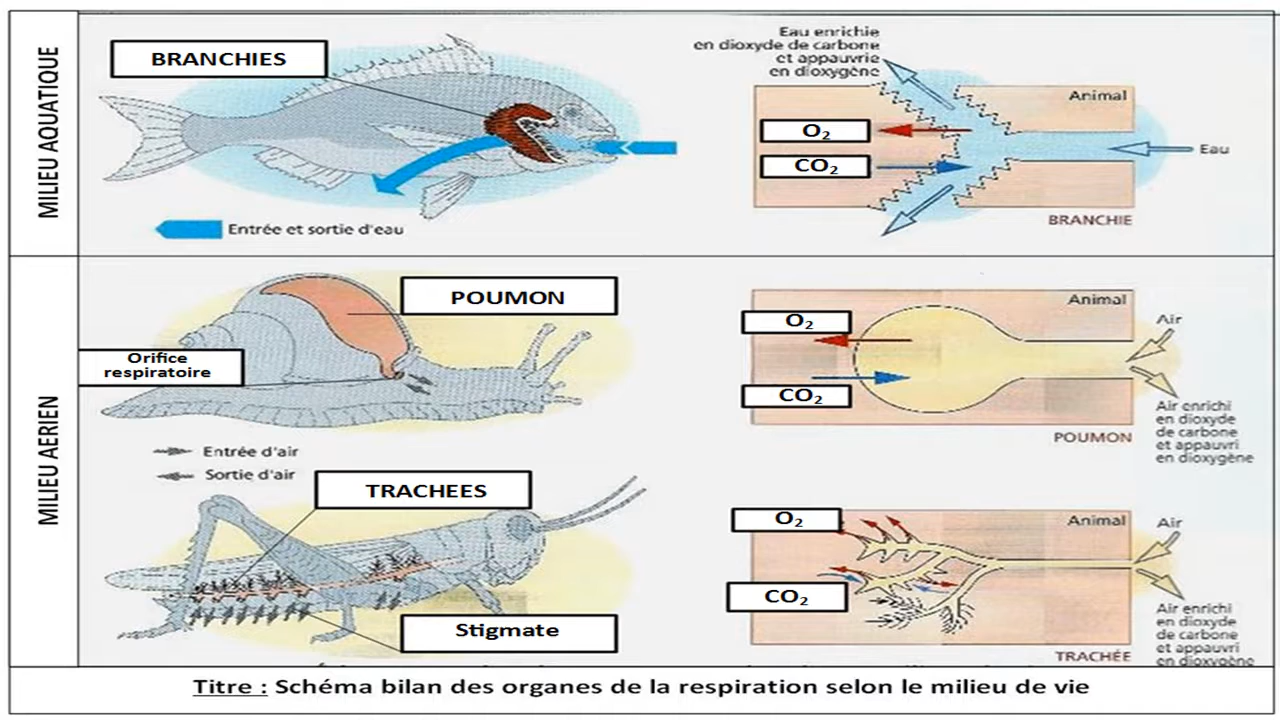 MILIEU AQUATIQUE
BRANCHIES
Entrée et sortie d'eau
Eau enrichie
en dioxyde de carbone
et appauvrie
en dioxygène
Animal
O₂
CO₂
Eau
BRANCHIE
MILIEU AERIEN
POUMON
Orifice
respiratoire
Entrée d'air
Sortie d'air
Animal
O₂
CO₂
Air
Air enrichi
en dioxyde
de carbone
et appauvri
en dioxygène
POUMON
TRACHEES
Stigmate
Animal
O₂
CO₂
Air
Air enrichi
en dioxyde
de carbone
et appauvri
en dioxygène
TRACHÉE
Titre : Schéma bilan des organes de la respiration selon le milieu de vie